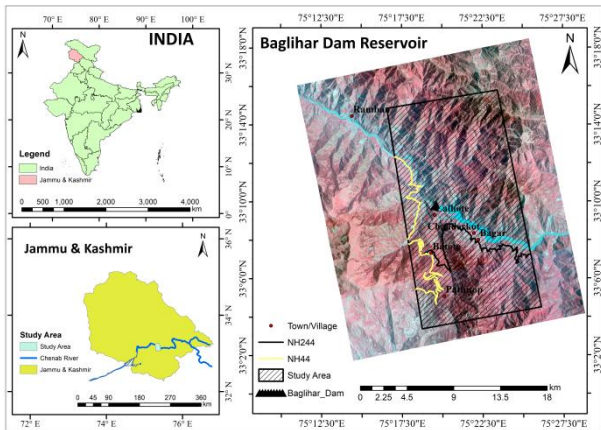 70° E 80° E 90° E 100° E
INDIA
N
30° N
20° N
10° N
0°
Legend
India
Jammu & Kashmir
0 500 1,000 2,000 3,000 4,000
km
Jammu & Kashmir
N
36° N
34° N
32° N
Study Area
Study Area
Chenab River
Jammu & Kashmir
0 45 90 180 270 360
km
72° E 74° E 76° E
75°12'30"E 75°17'30"E 75°22'30"E 75°27'30"E
Baglihar Dam Reservoir
N
33°18'0"N
33°14'0"N
33°10'0"N
33°6'0"N
33°2'0"N
Ramban
Bagar
Batote
Town/Village
NH244
NH44
Study Area
Baglihar_Dam
0 2.25 4.5 9 13.5 18
km
75°12'30"E 75°17'30"E 75°22'30"E 75°27'30"E